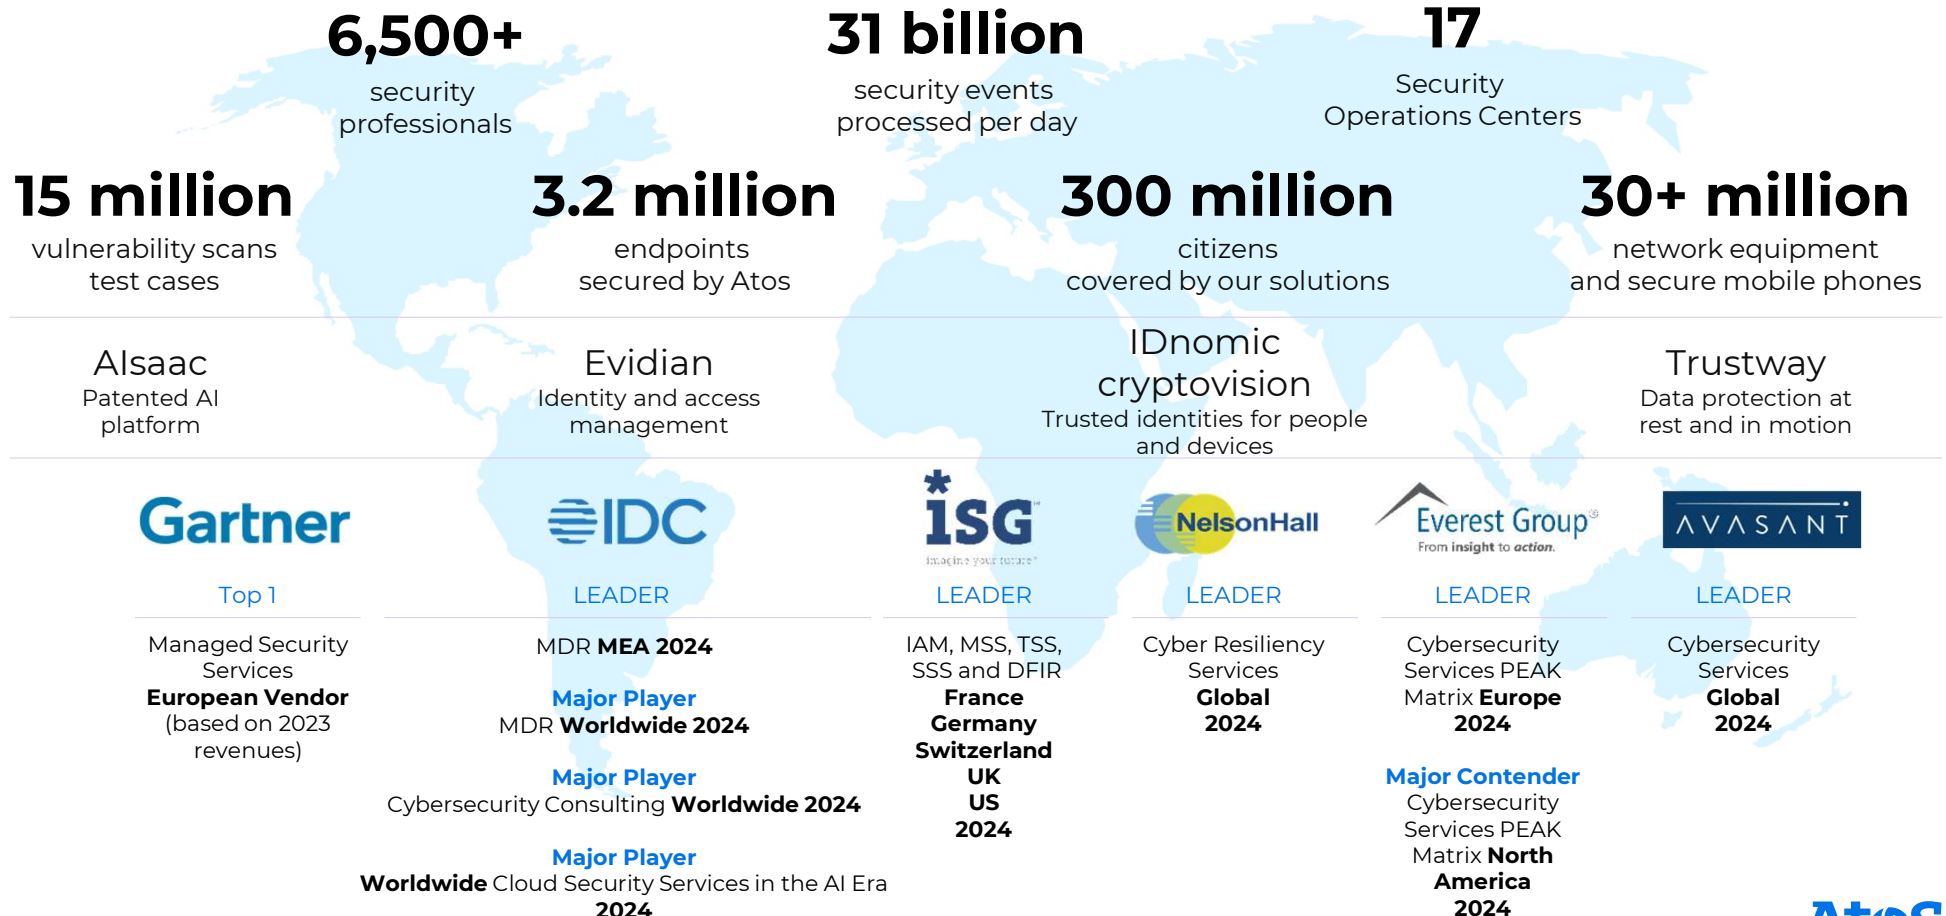 6,500+
security
professionals
31 billion
security events
processed per day
17
Security
Operations Centers
15 million
vulnerability scans
test cases
3.2 million
endpoints
secured by Atos
300 million
citizens
covered by our solutions
30+ million
network equipment
and secure mobile phones
AIsaac
Patented AI
platform
Evidian
Identity and access
management
IDnomic
cryptovision
Trusted identities for people
and devices
Trustway
Data protection at
rest and in motion
Gartner
Top 1
Managed Security
Services
European Vendor
(based on 2023
revenues)
IDC
LEADER
MDR MEA 2024
Major Player
MDR Worldwide 2024
Major Player
Cybersecurity Consulting Worldwide 2024
Major Player
Worldwide Cloud Security Services in the AI Era
2024
*
iSG™
imagine your future®
LEADER
IAM, MSS, TSS,
SSS and DFIR
France
Germany
Switzerland
UK
US
2024
NelsonHall
LEADER
Cyber Resiliency
Services
Global
2024
Everest Group®
From insight to action.
LEADER
Cybersecurity
Services PEAK
Matrix Europe
2024
Major Contender
Cybersecurity
Services PEAK
Matrix North
America
2024
AVASANT
LEADER
Cybersecurity
Services
Global
2024
Atos